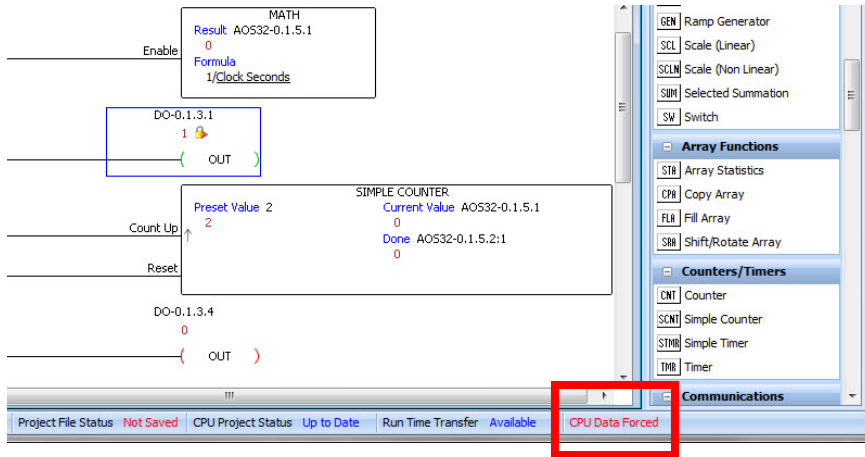 MATH
Result AOS32-0.1.5.1
0
Enable
Formula
1/Clock Seconds
DO-0.1.3.1
1
( OUT )
SIMPLE COUNTER
Preset Value 2 Current Value AOS32-0.1.5.1
2 0
Count Up
Done AOS32-0.1.5.2:1
0
Reset
DO-0.1.3.4
0
( OUT )
GEN Ramp Generator
SCL Scale (Linear)
SCLN Scale (Non Linear)
SUM Selected Summation
SW Switch
Array Functions
STA Array Statistics
CPA Copy Array
FLA Fill Array
SRA Shift/Rotate Array
Counters/Timers
CNT Counter
SCNT Simple Counter
STMR Simple Timer
TMR Timer
Communications
Project File Status Not Saved CPU Project Status Up to Date Run Time Transfer Available CPU Data Forced